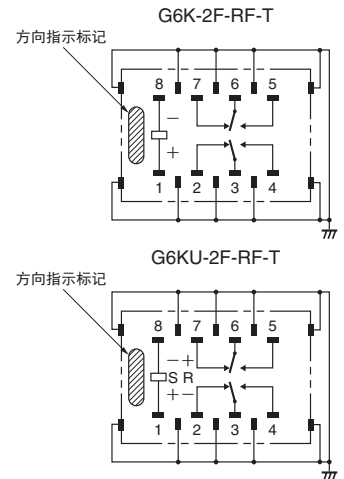 G6K-2F-RF-T
方向指示标记
8 7 6 5
−
+
1 2 3 4
G6KU-2F-RF-T
方向指示标记
8 7 6 5
− +
S R
+ −
1 2 3 4